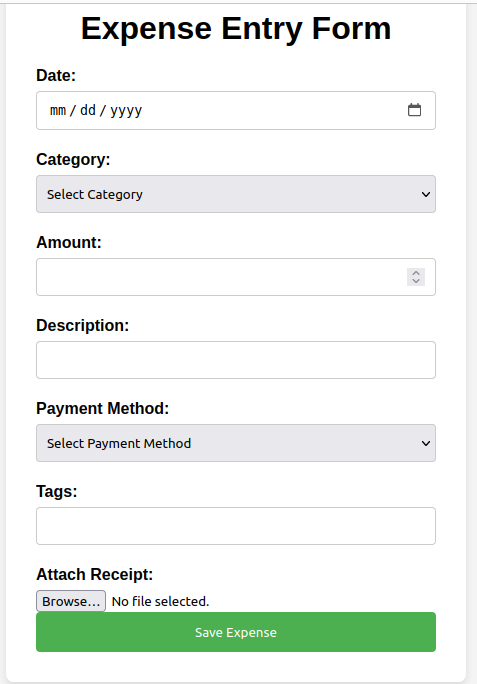 Expense Entry Form
Date:
mm / dd / yyyy
Category:
Select Category
Amount:
Description:
Payment Method:
Select Payment Method
Tags:
Attach Receipt:
Browse... No file selected.
Save Expense